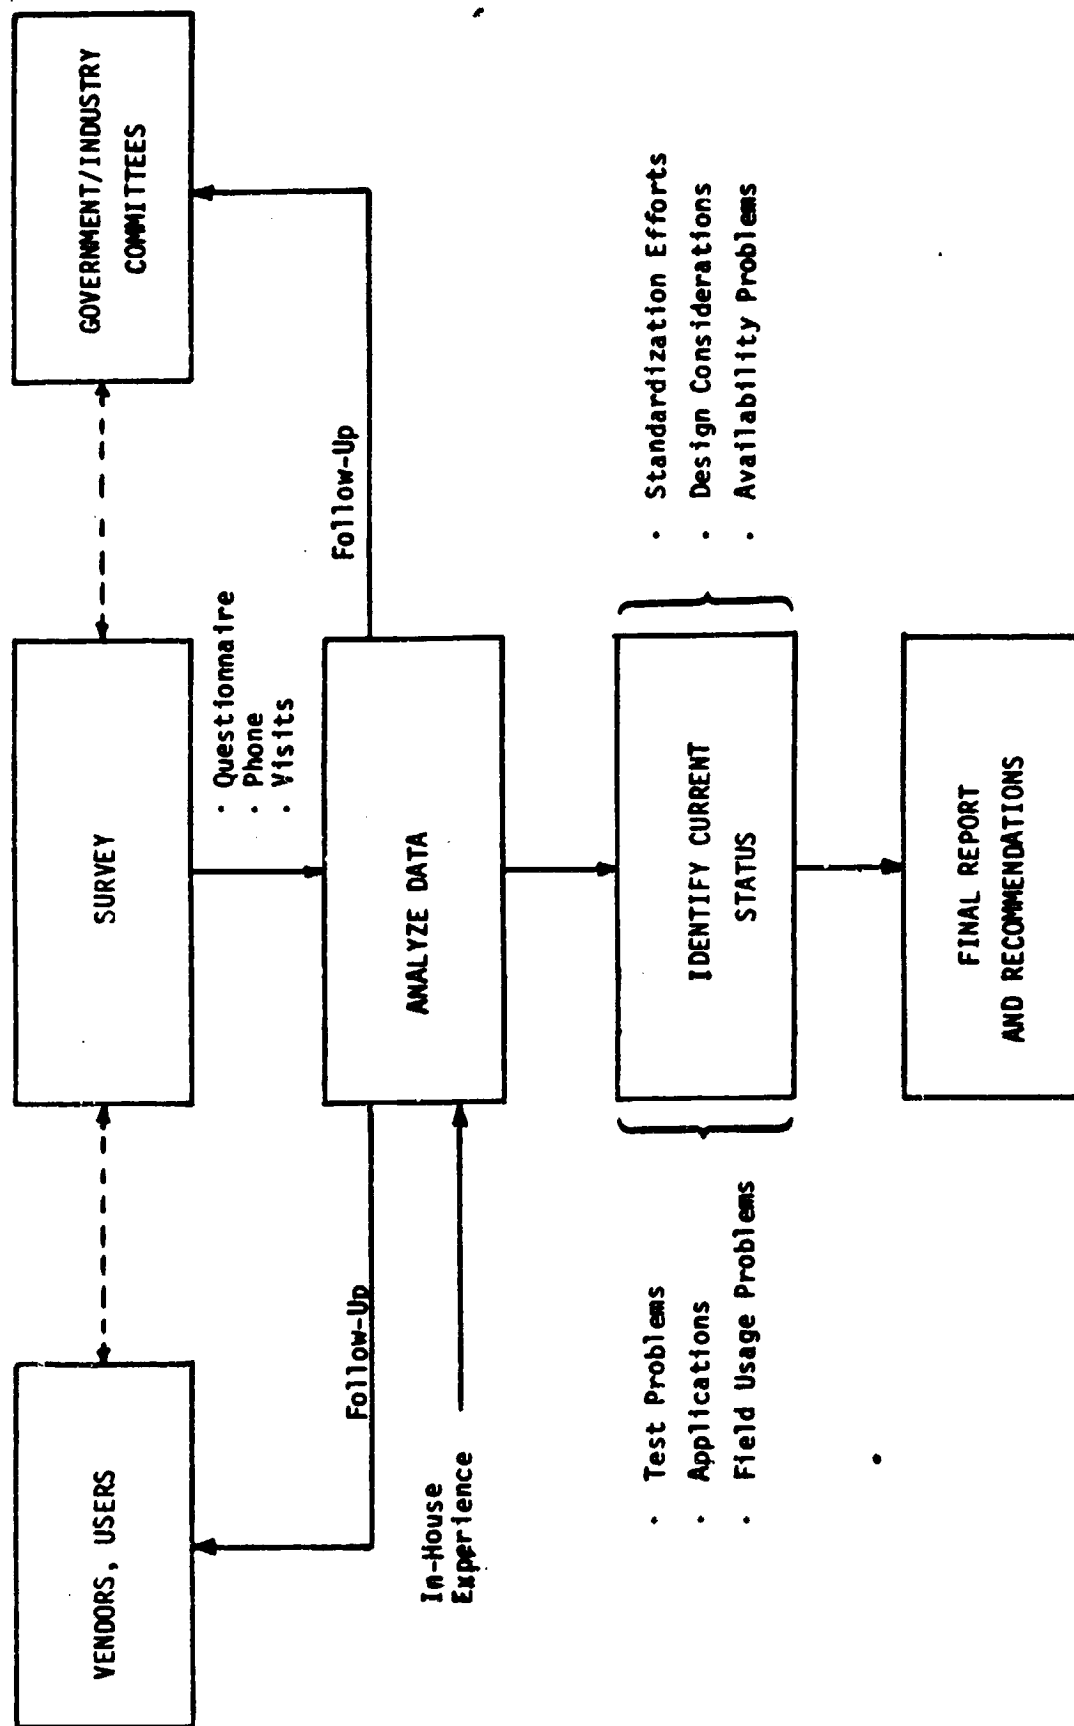 VENDORS, USERS
SURVEY
GOVERNMENT/INDUSTRY
COMMITTEES
· Questionnaire
· Phone
· Visits
Follow-Up
Follow-Up
ANALYZE DATA
In-House
Experience
· Test Problems
· Applications
· Field Usage Problems
IDENTIFY CURRENT
STATUS
· Standardization Efforts
· Design Considerations
· Availability Problems
FINAL REPORT
AND RECOMMENDATIONS